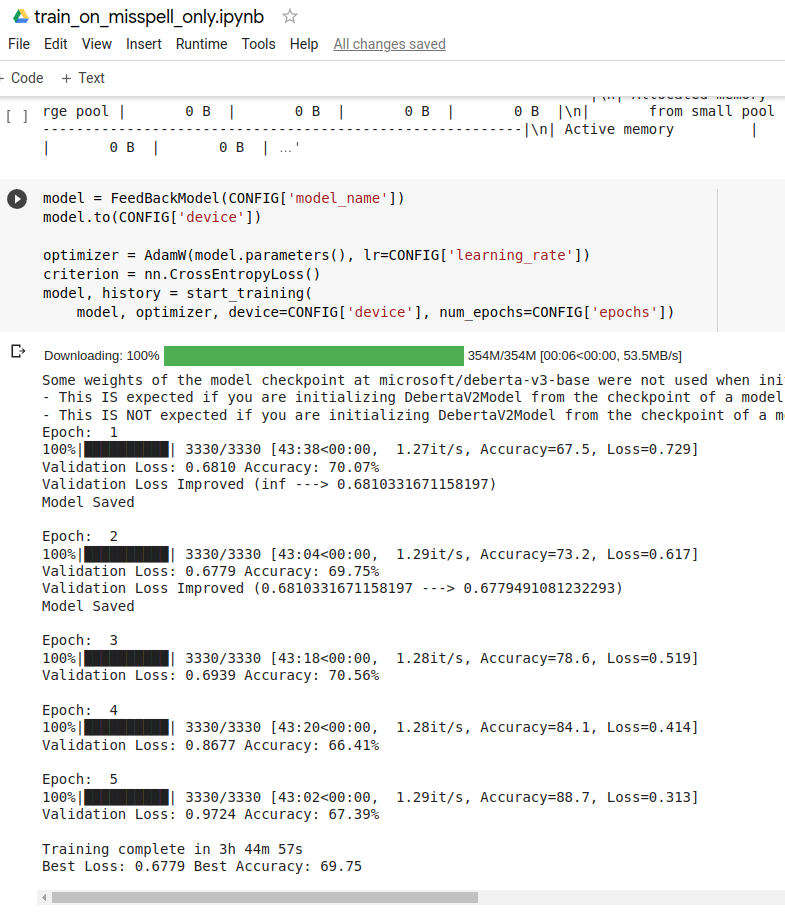 train_on_misspell_only.ipynb
File Edit View Insert Runtime Tools Help All changes saved
+ Code + Text
|\n| Allocated memory
[ ] rge pool | 0 B | 0 B | 0 B | 0 B |\n| from small pool
------------------------------------------------------------|\n| Active memory |
| 0 B | 0 B | ...'
model = FeedBackModel(CONFIG['model_name'])
model.to(CONFIG['device'])
optimizer = AdamW(model.parameters(), lr=CONFIG['learning_rate'])
criterion = nn.CrossEntropyLoss()
model, history = start_training(
model, optimizer, device=CONFIG['device'], num_epochs=CONFIG['epochs'])
Downloading: 100% 354M/354M [00:06<00:00, 53.5MB/s]
Some weights of the model checkpoint at microsoft/deberta-v3-base were not used when ini
- This IS expected if you are initializing DebertaV2Model from the checkpoint of a model
- This IS NOT expected if you are initializing DebertaV2Model from the checkpoint of a m
Epoch: 1
100%|██████████| 3330/3330 [43:38<00:00, 1.27it/s, Accuracy=67.5, Loss=0.729]
Validation Loss: 0.6810 Accuracy: 70.07%
Validation Loss Improved (inf ---> 0.6810331671158197)
Model Saved
Epoch: 2
100%|██████████| 3330/3330 [43:04<00:00, 1.29it/s, Accuracy=73.2, Loss=0.617]
Validation Loss: 0.6779 Accuracy: 69.75%
Validation Loss Improved (0.6810331671158197 ---> 0.6779491081232293)
Model Saved
Epoch: 3
100%|██████████| 3330/3330 [43:18<00:00, 1.28it/s, Accuracy=78.6, Loss=0.519]
Validation Loss: 0.6939 Accuracy: 70.56%
Epoch: 4
100%|██████████| 3330/3330 [43:20<00:00, 1.28it/s, Accuracy=84.1, Loss=0.414]
Validation Loss: 0.8677 Accuracy: 66.41%
Epoch: 5
100%|██████████| 3330/3330 [43:02<00:00, 1.29it/s, Accuracy=88.7, Loss=0.313]
Validation Loss: 0.9724 Accuracy: 67.39%
Training complete in 3h 44m 57s
Best Loss: 0.6779 Best Accuracy: 69.75